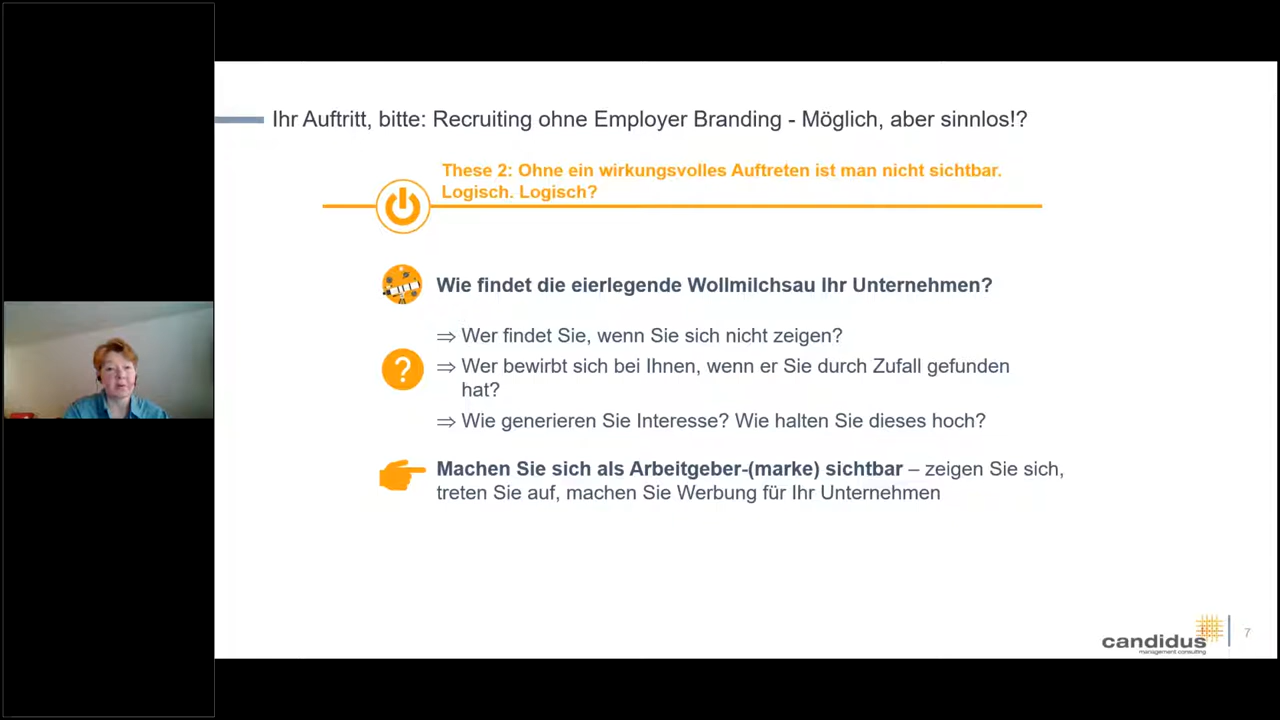 Ihr Auftritt, bitte: Recruiting ohne Employer Branding - Möglich, aber sinnlos!?
These 2: Ohne ein wirkungsvolles Auftreten ist man nicht sichtbar.
Logisch. Logisch?
Wie findet die eierlegende Wollmilchsau Ihr Unternehmen?
⇒ Wer findet Sie, wenn Sie sich nicht zeigen?
?
⇒ Wer bewirbt sich bei Ihnen, wenn er Sie durch Zufall gefunden
hat?
⇒ Wie generieren Sie Interesse? Wie halten Sie dieses hoch?
Machen Sie sich als Arbeitgeber-(marke) sichtbar – zeigen Sie sich,
treten Sie auf, machen Sie Werbung für Ihr Unternehmen
candidus
management consulting
7